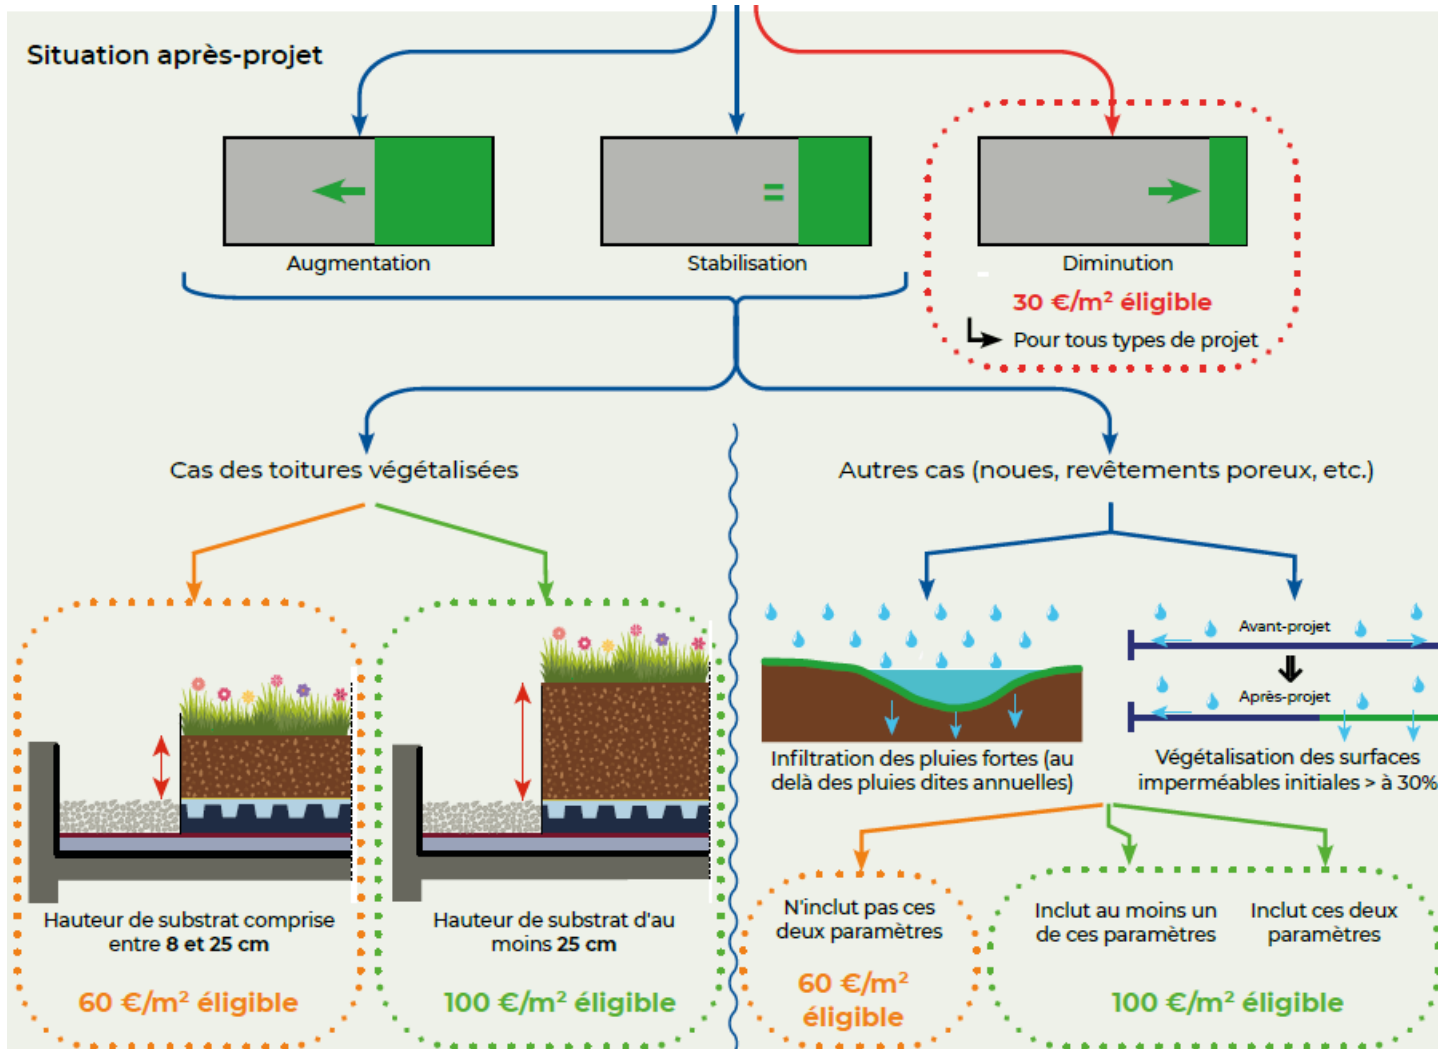 Situation après-projet
Augmentation
Stabilisation
Diminution
30 €/m² éligible
Pour tous types de projet
Cas des toitures végétalisées
Autres cas (noues, revêtements poreux, etc.)
Avant-projet
Après-projet
Infiltration des pluies fortes (au
delà des pluies dites annuelles)
Végétalisation des surfaces
imperméables initiales > à 30%
Hauteur de substrat comprise
entre 8 et 25 cm
60 €/m² éligible
Hauteur de substrat d'au
moins 25 cm
100 €/m² éligible
N'inclut pas ces
deux paramètres
60 €/m²
éligible
Inclut au moins un
de ces paramètres
Inclut ces deux
paramètres
100 €/m² éligible